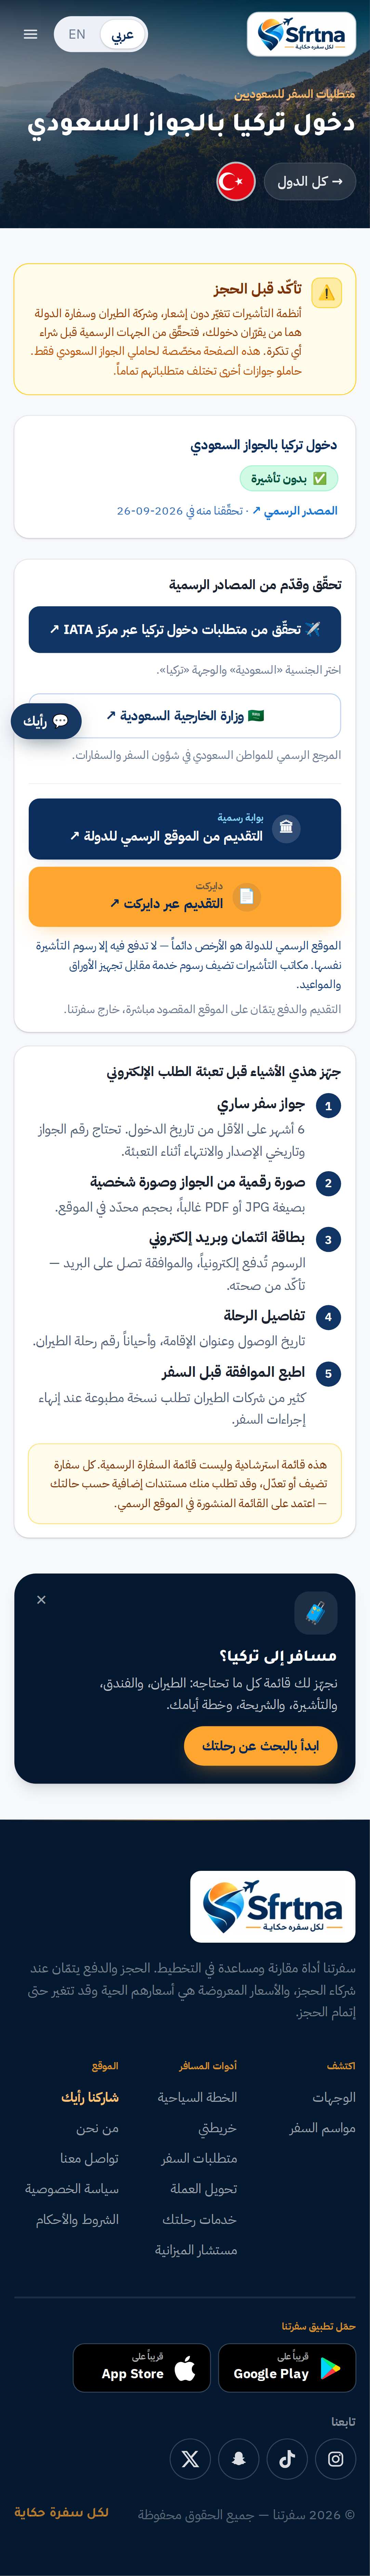 Sfrtna
لكل سفره حكاية
عربي
EN
متطلبات السفر للسعوديين
دخول تركيا بالجواز السعودي
→ كل الدول
تأكّد قبل الحجز
أنظمة التأشيرات تتغيّر دون إشعار، وشركة الطيران وسفارة الدولة
هما من يقرّران دخولك، فتحقّق من الجهات الرسمية قبل شراء
أي تذكرة. هذه الصفحة مخصّصة لحاملي الجواز السعودي فقط.
حاملو جوازات أخرى تختلف متطلباتهم تماماً.
دخول تركيا بالجواز السعودي
✅ بدون تأشيرة
المصدر الرسمي ↗ · تحقّقنا منه في 2026-09-26
تحقّق وقدّم من المصادر الرسمية
✈️ تحقّق من متطلبات دخول تركيا عبر مركز IATA ↗
اختر الجنسية «السعودية» والوجهة «تركيا».
🇸🇦 وزارة الخارجية السعودية ↗
💬 رأيك
المرجع الرسمي للمواطن السعودي في شؤون السفر والسفارات.
بوابة رسمية
التقديم من الموقع الرسمي للدولة ↗
دايركت
التقديم عبر دايركت ↗
الموقع الرسمي للدولة هو الأرخص دائماً — لا تدفع فيه إلا رسوم التأشيرة
نفسها. مكاتب التأشيرات تضيف رسوم خدمة مقابل تجهيز الأوراق
والمواعيد.
التقديم والدفع يتمّان على الموقع المقصود مباشرة، خارج سفرتنا.
جهّز هذي الأشياء قبل تعبئة الطلب الإلكتروني
1
جواز سفر ساري
6 أشهر على الأقل من تاريخ الدخول. تحتاج رقم الجواز
وتاريخي الإصدار والانتهاء أثناء التعبئة.
2
صورة رقمية من الجواز وصورة شخصية
بصيغة JPG أو PDF غالباً، بحجم محدّد في الموقع.
3
بطاقة ائتمان وبريد إلكتروني
الرسوم تُدفع إلكترونياً، والموافقة تصل على البريد —
تأكّد من صحته.
4
تفاصيل الرحلة
تاريخ الوصول وعنوان الإقامة، وأحياناً رقم رحلة الطيران.
5
اطبع الموافقة قبل السفر
كثير من شركات الطيران تطلب نسخة مطبوعة عند إنهاء
إجراءات السفر.
هذه قائمة استرشادية وليست قائمة السفارة الرسمية. كل سفارة
تضيف أو تعدّل، وقد تطلب منك مستندات إضافية حسب حالتك
— اعتمد على القائمة المنشورة في الموقع الرسمي.
مسافر إلى تركيا؟
نجهّز لك قائمة كل ما تحتاجه: الطيران، والفندق،
والتأشيرة، والشريحة، وخطة أيامك.
ابدأ بالبحث عن رحلتك
Sfrtna
لكل سفره حكاية
سفرتنا أداة مقارنة ومساعدة في التخطيط. الحجز والدفع يتمّان عند
شركاء الحجز، والأسعار المعروضة هي أسعارهم الحية وقد تتغير حتى
إتمام الحجز.
اكتشف
الوجهات
مواسم السفر
أدوات المسافر
الخطة السياحية
خريطتي
متطلبات السفر
تحويل العملة
خدمات رحلتك
مستشار الميزانية
الموقع
شاركنا رأيك
من نحن
تواصل معنا
سياسة الخصوصية
الشروط والأحكام
حمّل تطبيق سفرتنا
قريباً على
Google Play
قريباً على
App Store
تابعنا
© 2026 سفرتنا — جميع الحقوق محفوظة
لكل سفرة حكاية